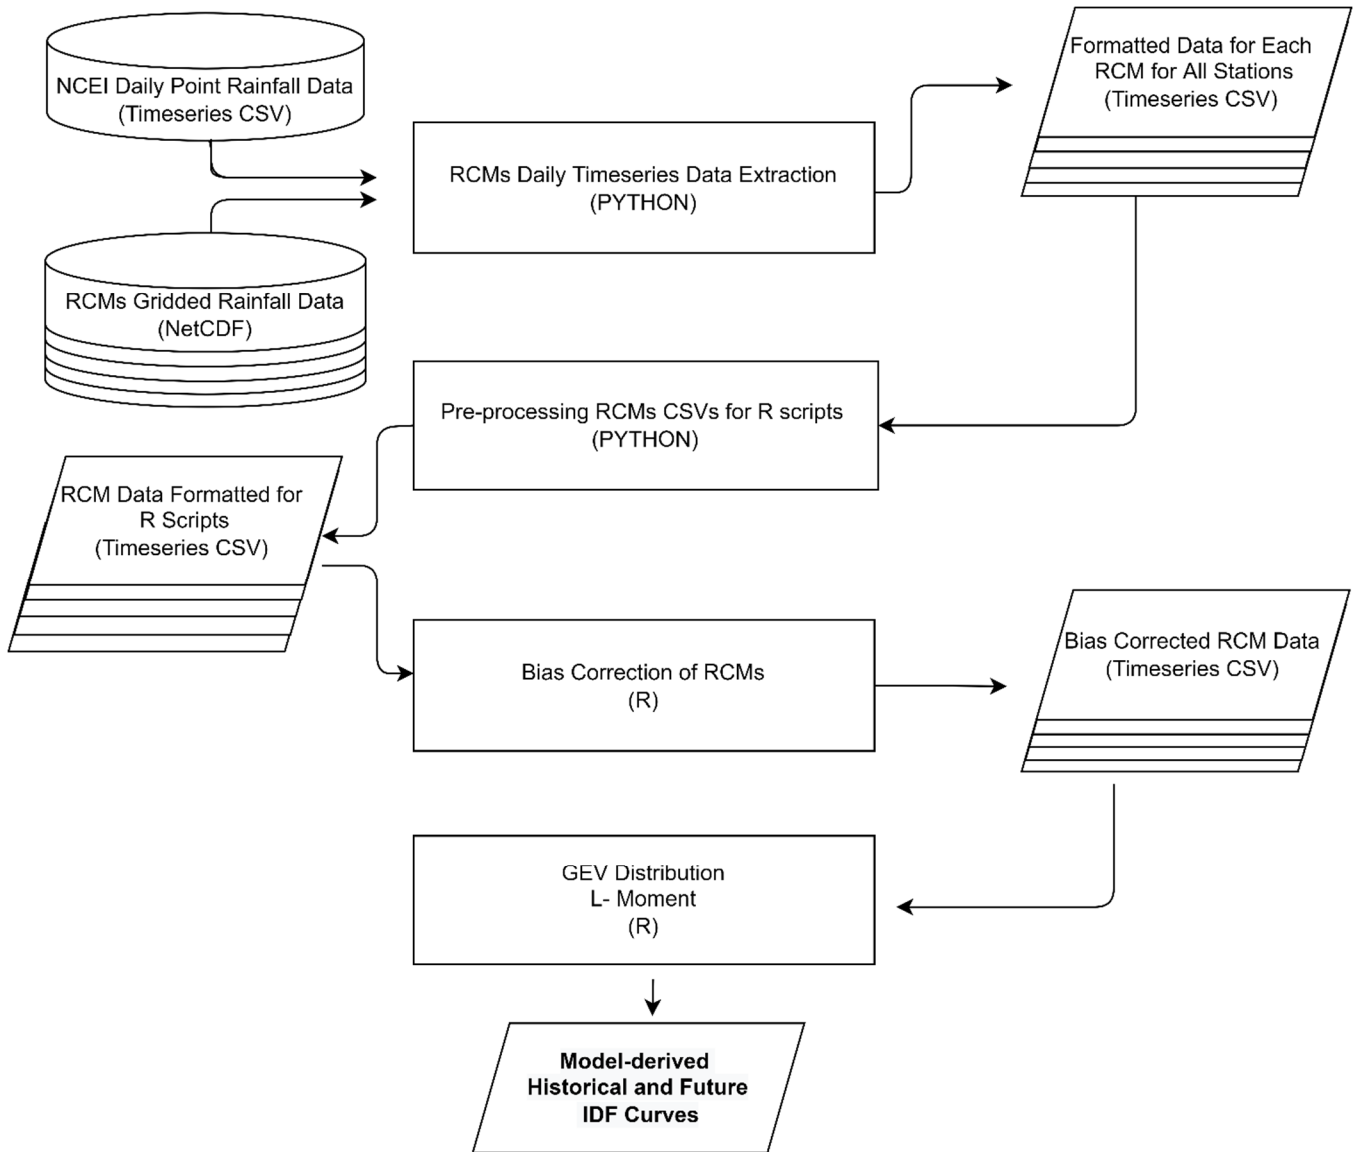 NCEI Daily Point Rainfall Data
(Timeseries CSV)
RCMs Daily Timeseries Data Extraction
(PYTHON)
Formatted Data for Each
RCM for All Stations
(Timeseries CSV)
RCMs Gridded Rainfall Data
(NetCDF)
Pre-processing RCMs CSVs for R scripts
(PYTHON)
RCM Data Formatted for
R Scripts
(Timeseries CSV)
Bias Correction of RCMs
(R)
Bias Corrected RCM Data
(Timeseries CSV)
GEV Distribution
L- Moment
(R)
Model-derived
Historical and Future
IDF Curves